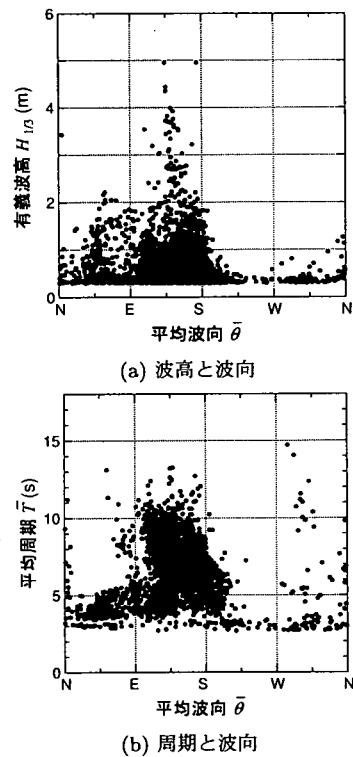 6
4
2
0
有義波高 H1/3 (m)
N E S W N
平均波向 θ̄
(a) 波高と波向
15
10
5
0
平均周期 T̄ (s)
N E S W N
平均波向 θ̄
(b) 周期と波向